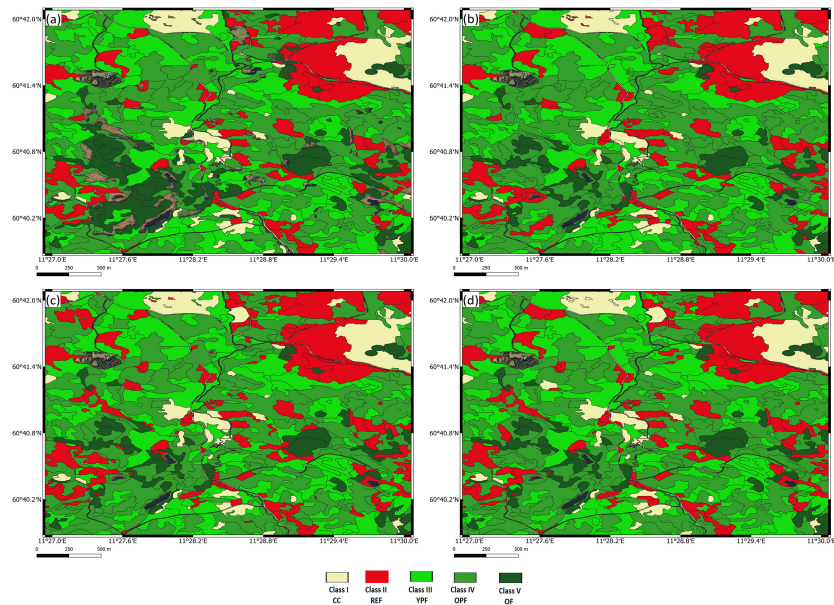 (a)
(b)
60°42.0'N
60°41.4'N
60°40.8'N
60°40.2'N
60°42.0'N
60°41.4'N
60°40.8'N
60°40.2'N
11°27.0'E 11°27.6'E 11°28.2'E 11°28.8'E 11°29.4'E 11°30.0'E
11°27.0'E 11°27.6'E 11°28.2'E 11°28.8'E 11°29.4'E 11°30.0'E
0 250 500 m
0 250 500 m
(c)
(d)
60°42.0'N
60°41.4'N
60°40.8'N
60°40.2'N
60°42.0'N
60°41.4'N
60°40.8'N
60°40.2'N
11°27.0'E 11°27.6'E 11°28.2'E 11°28.8'E 11°29.4'E 11°30.0'E
11°27.0'E 11°27.6'E 11°28.2'E 11°28.8'E 11°29.4'E 11°30.0'E
0 250 500 m
0 250 500 m
Class I Class II Class III Class IV Class V
CC REF YPF OPF OF